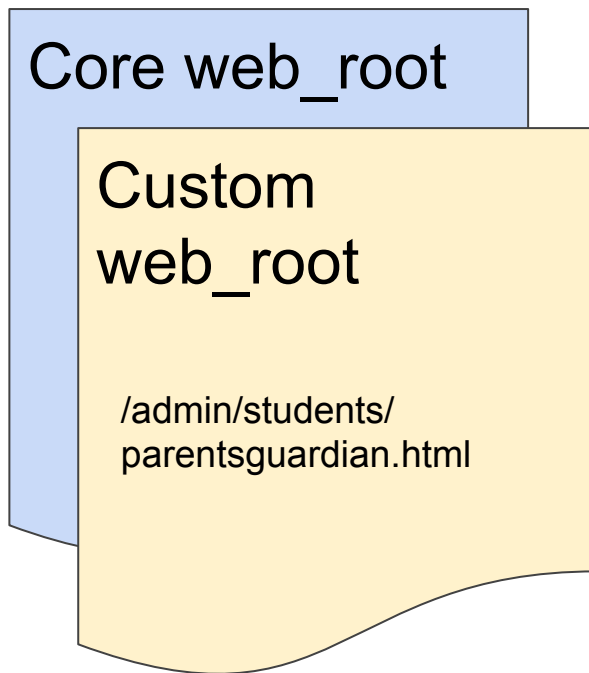 Core web_root
Custom
web_root
/admin/students/
parentsguardian.html